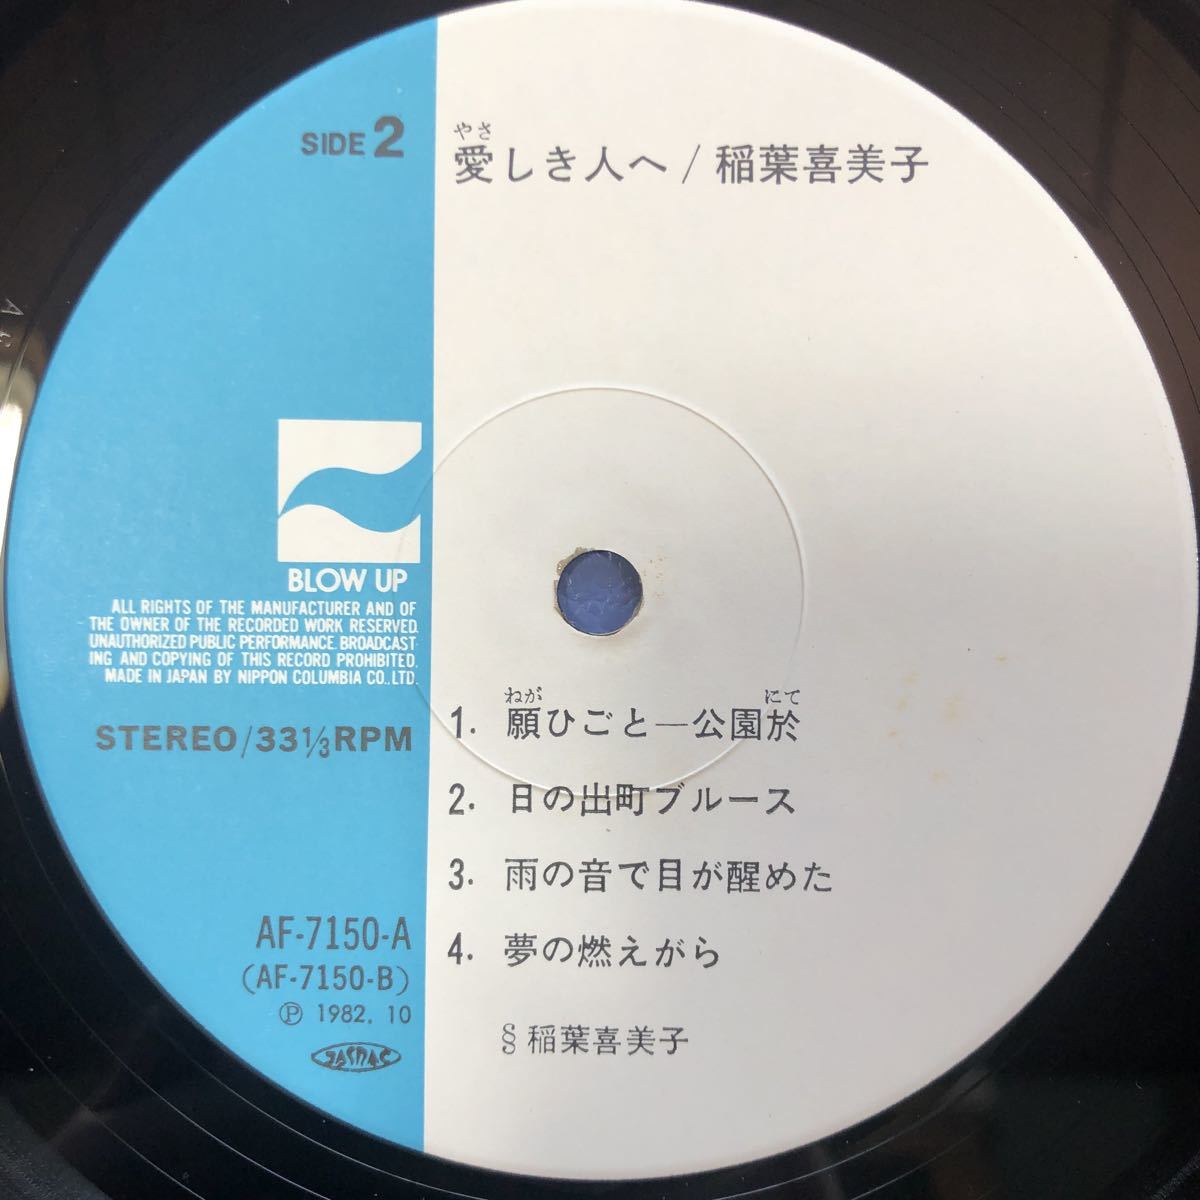 SIDE 2
やさ
愛しき人へ / 稲葉喜美子
BLOW UP
ALL RIGHTS OF THE MANUFACTURER AND OF
THE OWNER OF THE RECORDED WORK RESERVED.
UNAUTHORIZED PUBLIC PERFORMANCE. BROADCAST
ING AND COPYING OF THIS RECORD PROHIBITED.
MADE IN JAPAN BY NIPPON COLUMBIA CO., LTD.
STEREO/33⅓RPM
ねが にて
1. 願ひごと―公園於
2. 日の出町ブルース
3. 雨の音で目が醒めた
4. 夢の燃えがら
§ 稲葉喜美子
AF-7150-A
(AF-7150-B)
Ⓟ 1982. 10
JASRAC